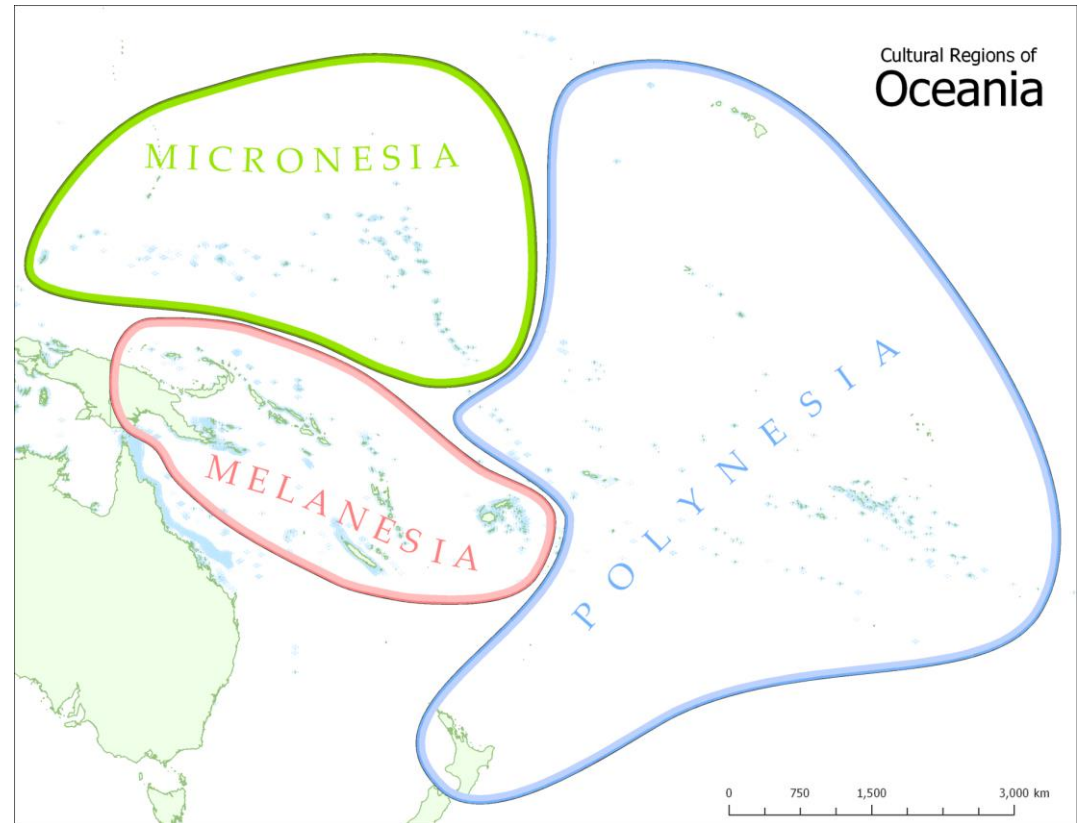 Cultural Regions of
Oceania
MICRONESIA
MELANESIA
POLYNESIA
0 750 1,500 3,000 km